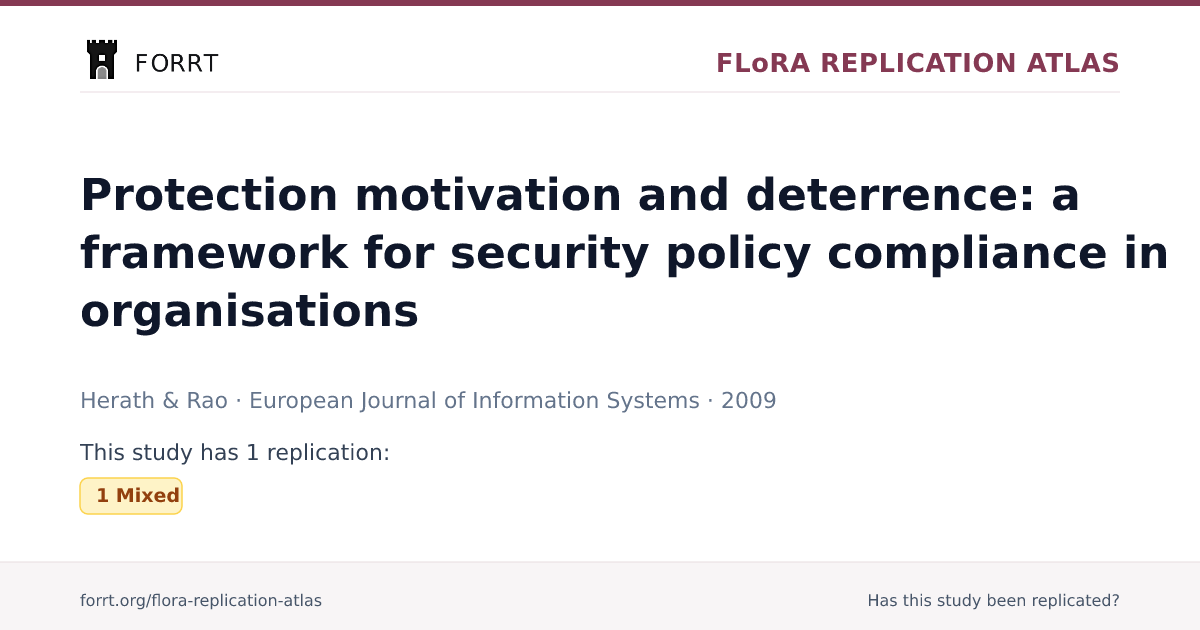 FORRT
FLoRA REPLICATION ATLAS
Protection motivation and deterrence: a
framework for security policy compliance in
organisations
Herath & Rao · European Journal of Information Systems · 2009
This study has 1 replication:
1 Mixed
forrt.org/flora-replication-atlas
Has this study been replicated?